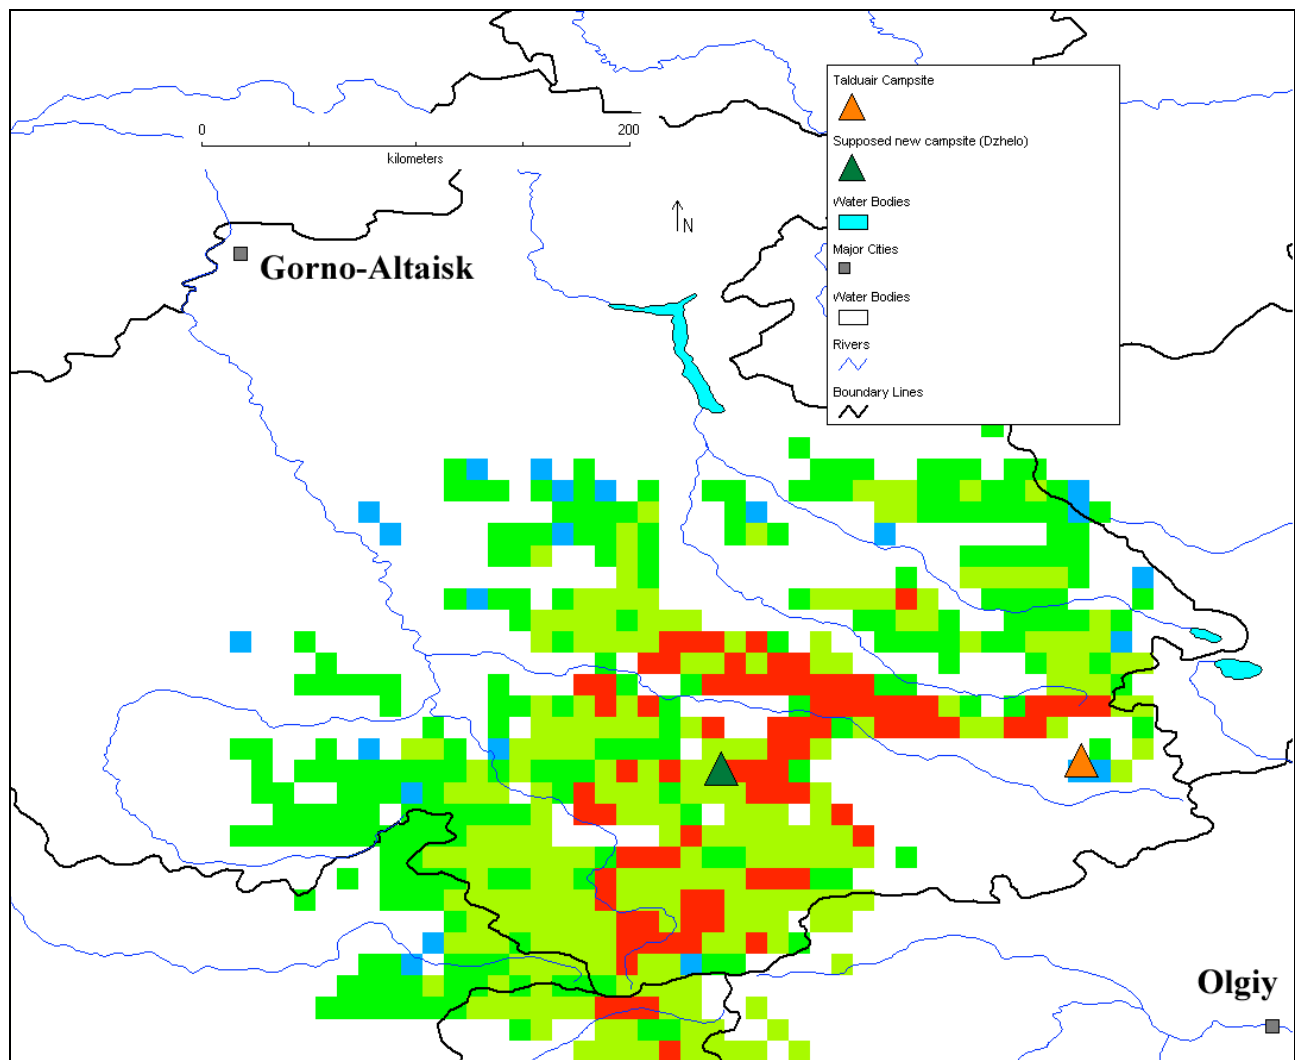 Talduair Campsite
0
200
Supposed new campsite (Dzhelo)
kilometers
Water Bodies
N
Major Cities
Gorno-Altaisk
Water Bodies
Rivers
Boundary Lines
Olgiy